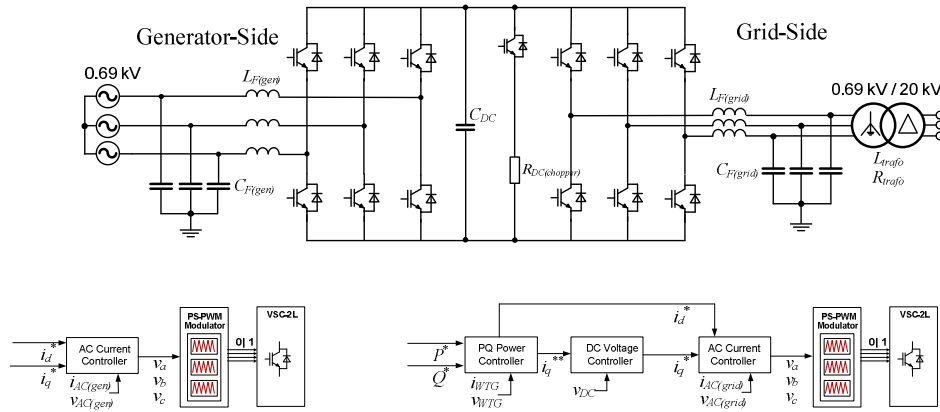 Generator-Side
Grid-Side
0.69 kV
L_F(gen)
L_F(grid)
0.69 kV / 20 kV
C_DC
R_DC(chopper)
C_F(gen)
C_F(grid)
L_trafo
R_trafo
PS-PWM
Modulator
VSC-2L
0| 1
i_d*
i_q*
AC Current
Controller
i_AC(gen)
v_AC(gen)
v_a
v_b
v_c
P*
Q*
PQ Power
Controller
i_WTG
v_WTG
i_q**
DC Voltage
Controller
v_DC
i_d*
i_q*
AC Current
Controller
i_AC(grid)
v_AC(grid)
v_a
v_b
v_c
PS-PWM
Modulator
0| 1
VSC-2L